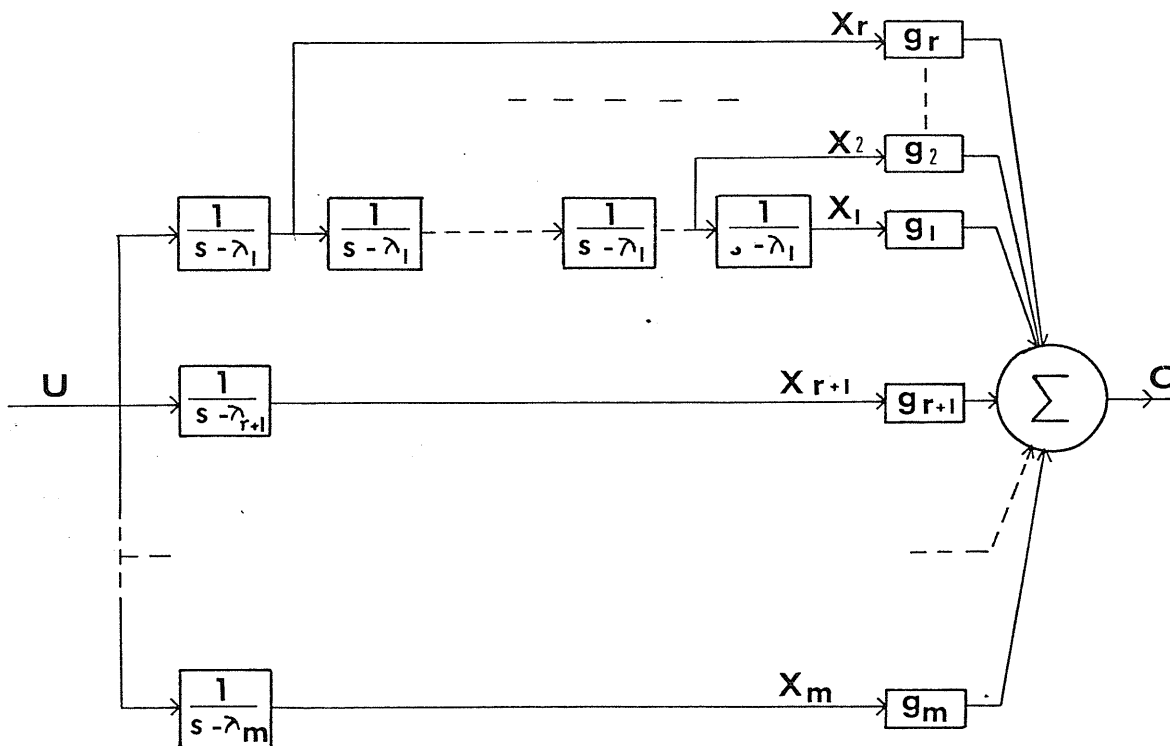 Xr gr
X2 g2
1/(s-λ1) 1/(s-λ1) 1/(s-λ1) 1/(s-λ1) X1 g1
U 1/(s-λr+1) Xr+1 gr+1 Σ C
1/(s-λm) Xm gm